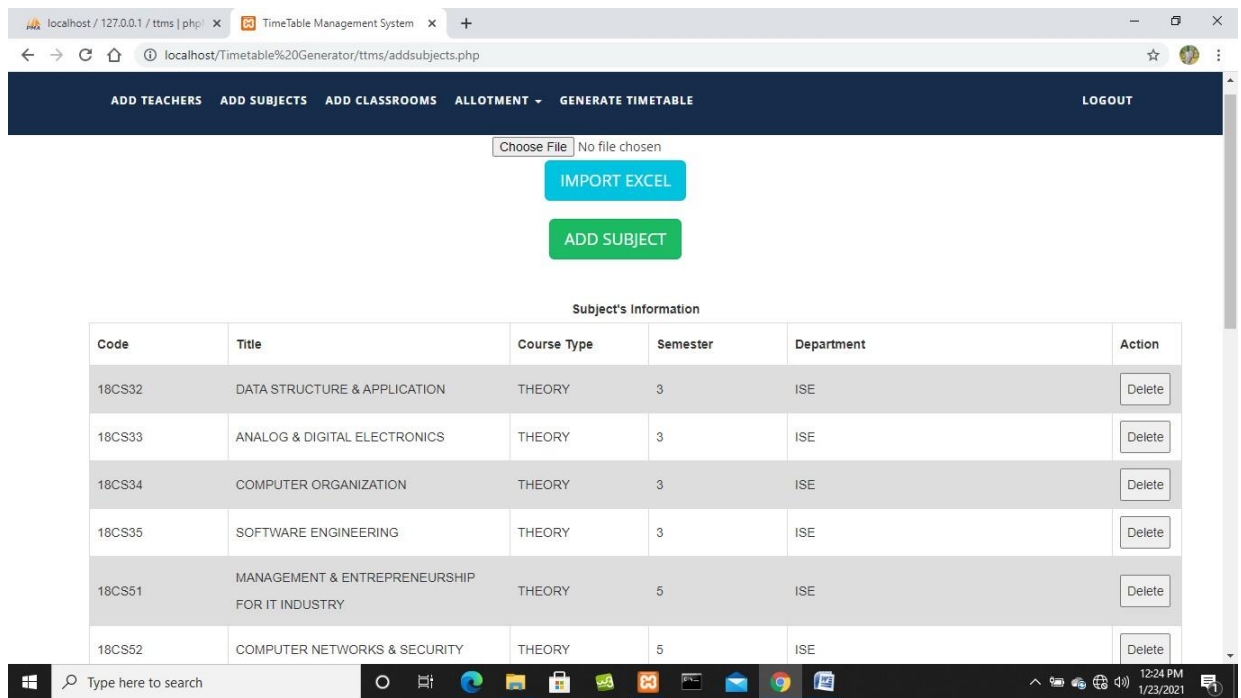 localhost / 127.0.0.1 / ttms | php
TimeTable Management System
localhost/Timetable%20Generator/ttms/addsubjects.php
ADD TEACHERS ADD SUBJECTS ADD CLASSROOMS ALLOTMENT GENERATE TIMETABLE LOGOUT
Choose File No file chosen
IMPORT EXCEL
ADD SUBJECT
Subject's Information
Code Title Course Type Semester Department Action
18CS32 DATA STRUCTURE & APPLICATION THEORY 3 ISE Delete
18CS33 ANALOG & DIGITAL ELECTRONICS THEORY 3 ISE Delete
18CS34 COMPUTER ORGANIZATION THEORY 3 ISE Delete
18CS35 SOFTWARE ENGINEERING THEORY 3 ISE Delete
18CS51 MANAGEMENT & ENTREPRENEURSHIP THEORY 5 ISE Delete
FOR IT INDUSTRY
18CS52 COMPUTER NETWORKS & SECURITY THEORY 5 ISE Delete
Type here to search
12:24 PM
1/23/2021